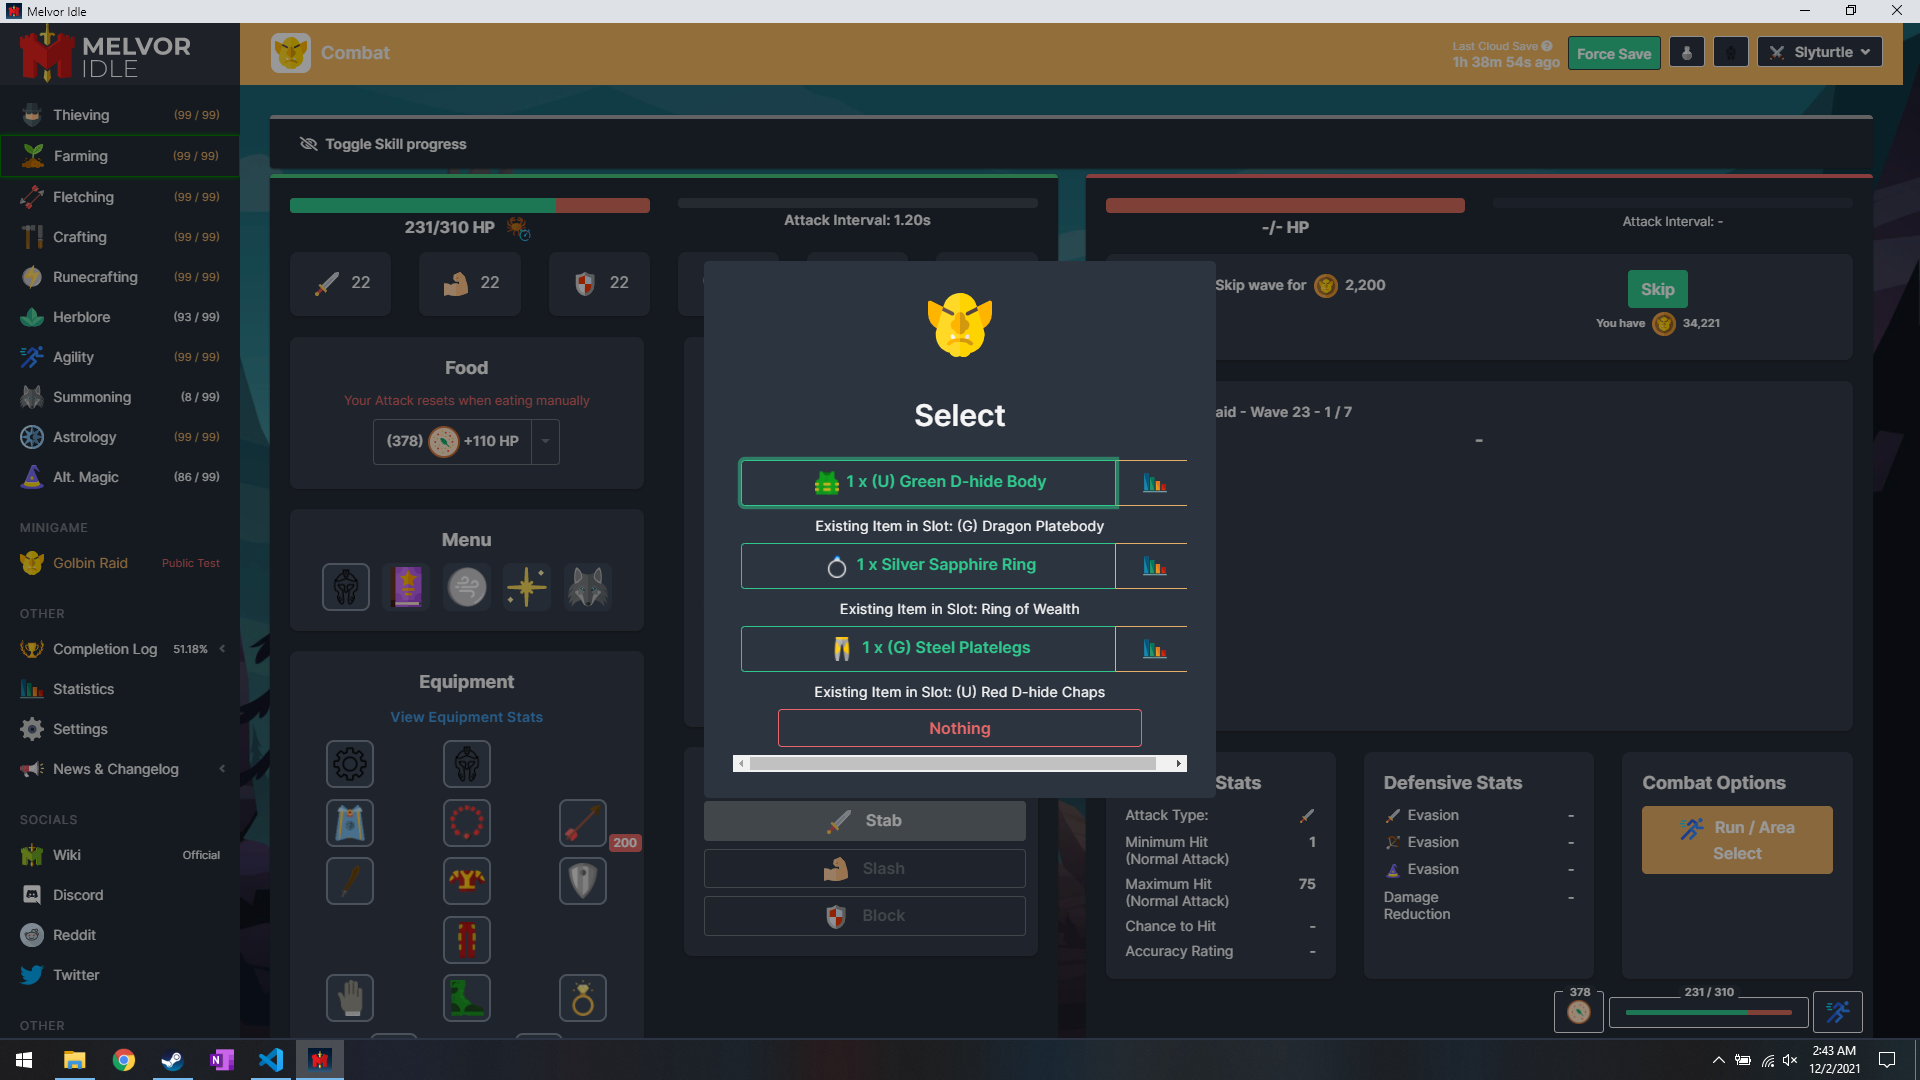 Melvor Idle
MELVOR
IDLE
Combat
Last Cloud Save
1h 38m 54s ago
Force Save
Slyturtle
Thieving (99 / 99)
Farming (99 / 99)
Fletching (99 / 99)
Crafting (99 / 99)
Runecrafting (99 / 99)
Herblore (93 / 99)
Agility (99 / 99)
Summoning (8 / 99)
Astrology (99 / 99)
Alt. Magic (86 / 99)
MINIGAME
Golbin Raid Public Test
OTHER
Completion Log 51.18%
Statistics
Settings
News & Changelog
SOCIALS
Wiki Official
Discord
Reddit
Twitter
OTHER
Toggle Skill progress
231/310 HP
Attack Interval: 1.20s
22 22 22
Food
Your Attack resets when eating manually
(378) +110 HP
Menu
Equipment
View Equipment Stats
200
Select
1 x (U) Green D-hide Body
Existing Item in Slot: (G) Dragon Platebody
1 x Silver Sapphire Ring
Existing Item in Slot: Ring of Wealth
1 x (G) Steel Platelegs
Existing Item in Slot: (U) Red D-hide Chaps
Nothing
Stab
Slash
Block
-/- HP
Attack Interval: -
Skip wave for 2,200
Skip
You have 34,221
aid - Wave 23 - 1 / 7
-
Stats
Attack Type:
Minimum Hit 1
(Normal Attack)
Maximum Hit 75
(Normal Attack)
Chance to Hit -
Accuracy Rating -
Defensive Stats
Evasion -
Evasion -
Evasion -
Damage -
Reduction
Combat Options
Run / Area
Select
378
231 / 310
2:43 AM
12/2/2021